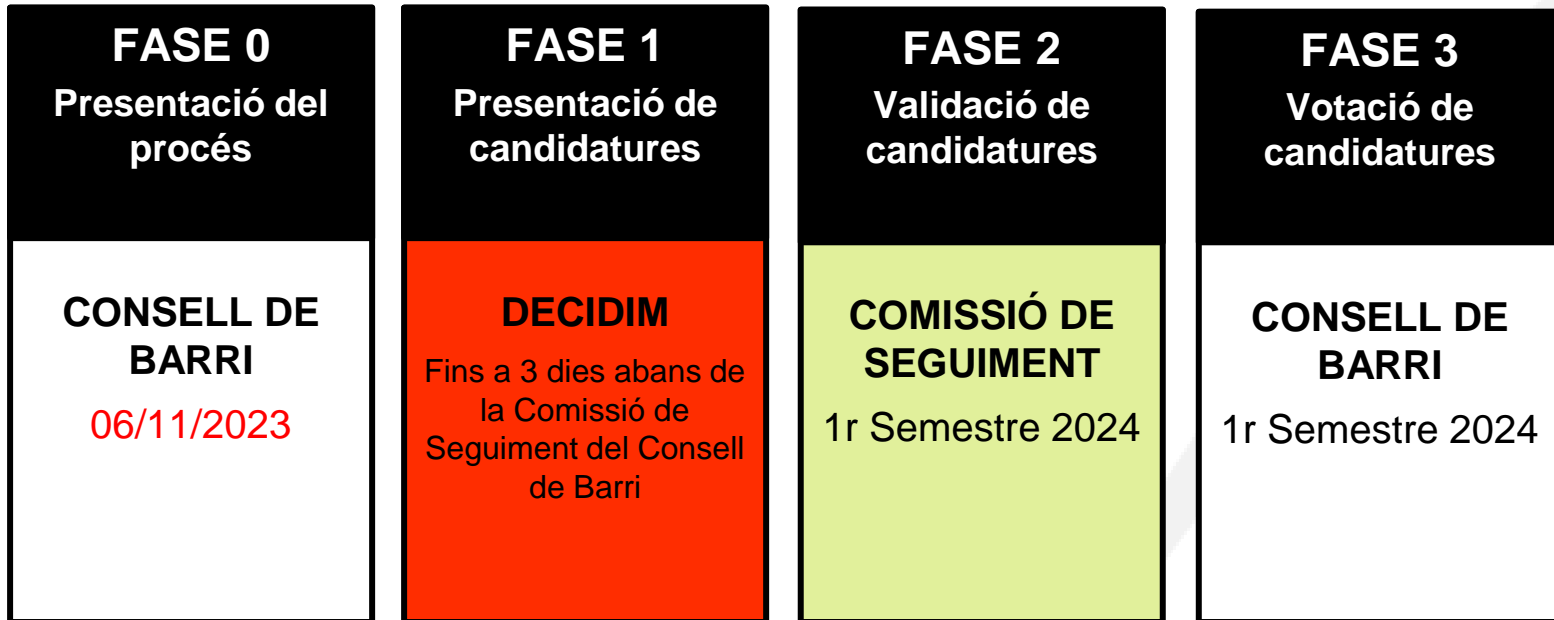 FASE 0
Presentació del
procés
CONSELL DE
BARRI
06/11/2023
FASE 1
Presentació de
candidatures
DECIDIM
Fins a 3 dies abans de
la Comissió de
Seguiment del Consell
de Barri
FASE 2
Validació de
candidatures
COMISSIÓ DE
SEGUIMENT
1r Semestre 2024
FASE 3
Votació de
candidatures
CONSELL DE
BARRI
1r Semestre 2024